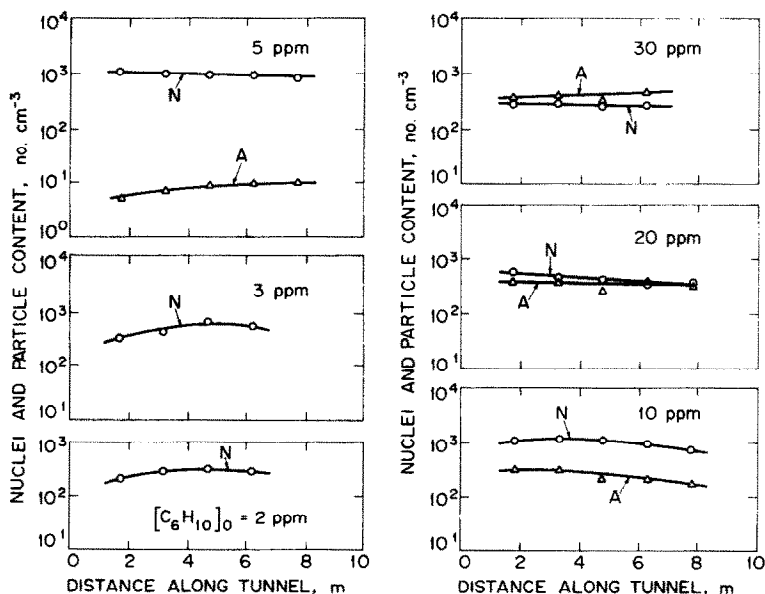 NUCLEI AND PARTICLE CONTENT, no. cm⁻³
10⁴
10³
10²
10¹
10⁰
5 ppm
N
A
10⁴
10³
10²
10¹
3 ppm
N
10³
10²
10¹
N
[C₆H₁₀]₀ = 2 ppm
0 2 4 6 8 10
DISTANCE ALONG TUNNEL, m
NUCLEI AND PARTICLE CONTENT, no. cm⁻³
10⁴
10³
10²
10¹
30 ppm
A
N
10⁴
10³
10²
10¹
20 ppm
N
A
10⁴
10³
10²
10¹
10 ppm
N
A
0 2 4 6 8 10
DISTANCE ALONG TUNNEL, m